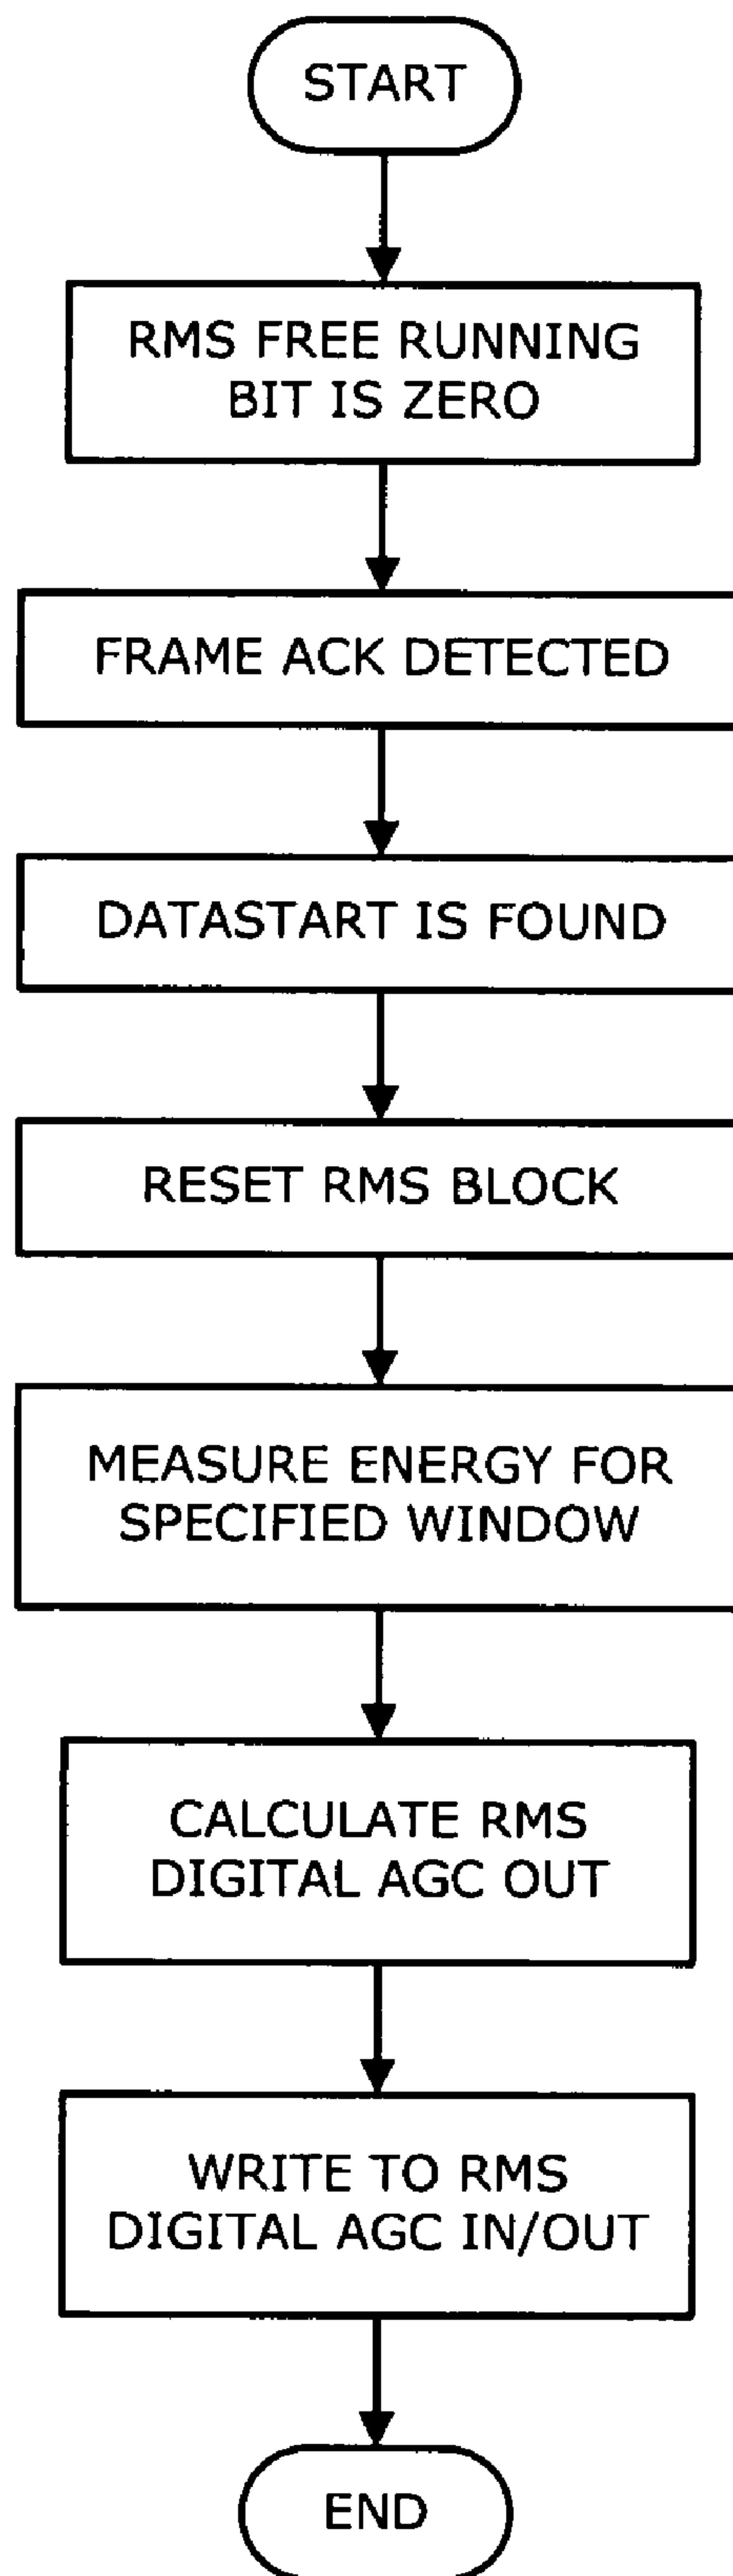 START
RMS FREE RUNNING
BIT IS ZERO
FRAME ACK DETECTED
DATASTART IS FOUND
RESET RMS BLOCK
MEASURE ENERGY FOR
SPECIFIED WINDOW
CALCULATE RMS
DIGITAL AGC OUT
WRITE TO RMS
DIGITAL AGC IN/OUT
END